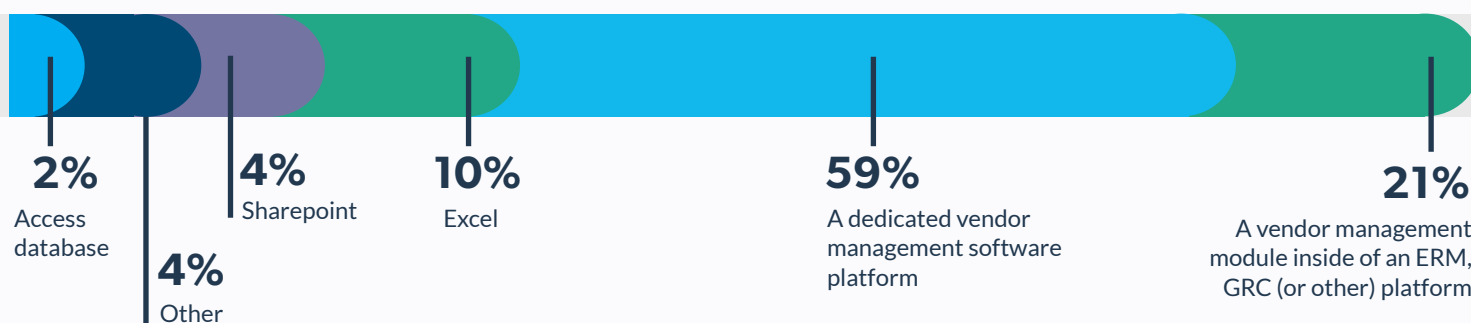 2%
Access
database
4%
Other
4%
Sharepoint
10%
Excel
59%
A dedicated vendor
management software
platform
21%
A vendor management
module inside of an ERM,
GRC (or other) platform